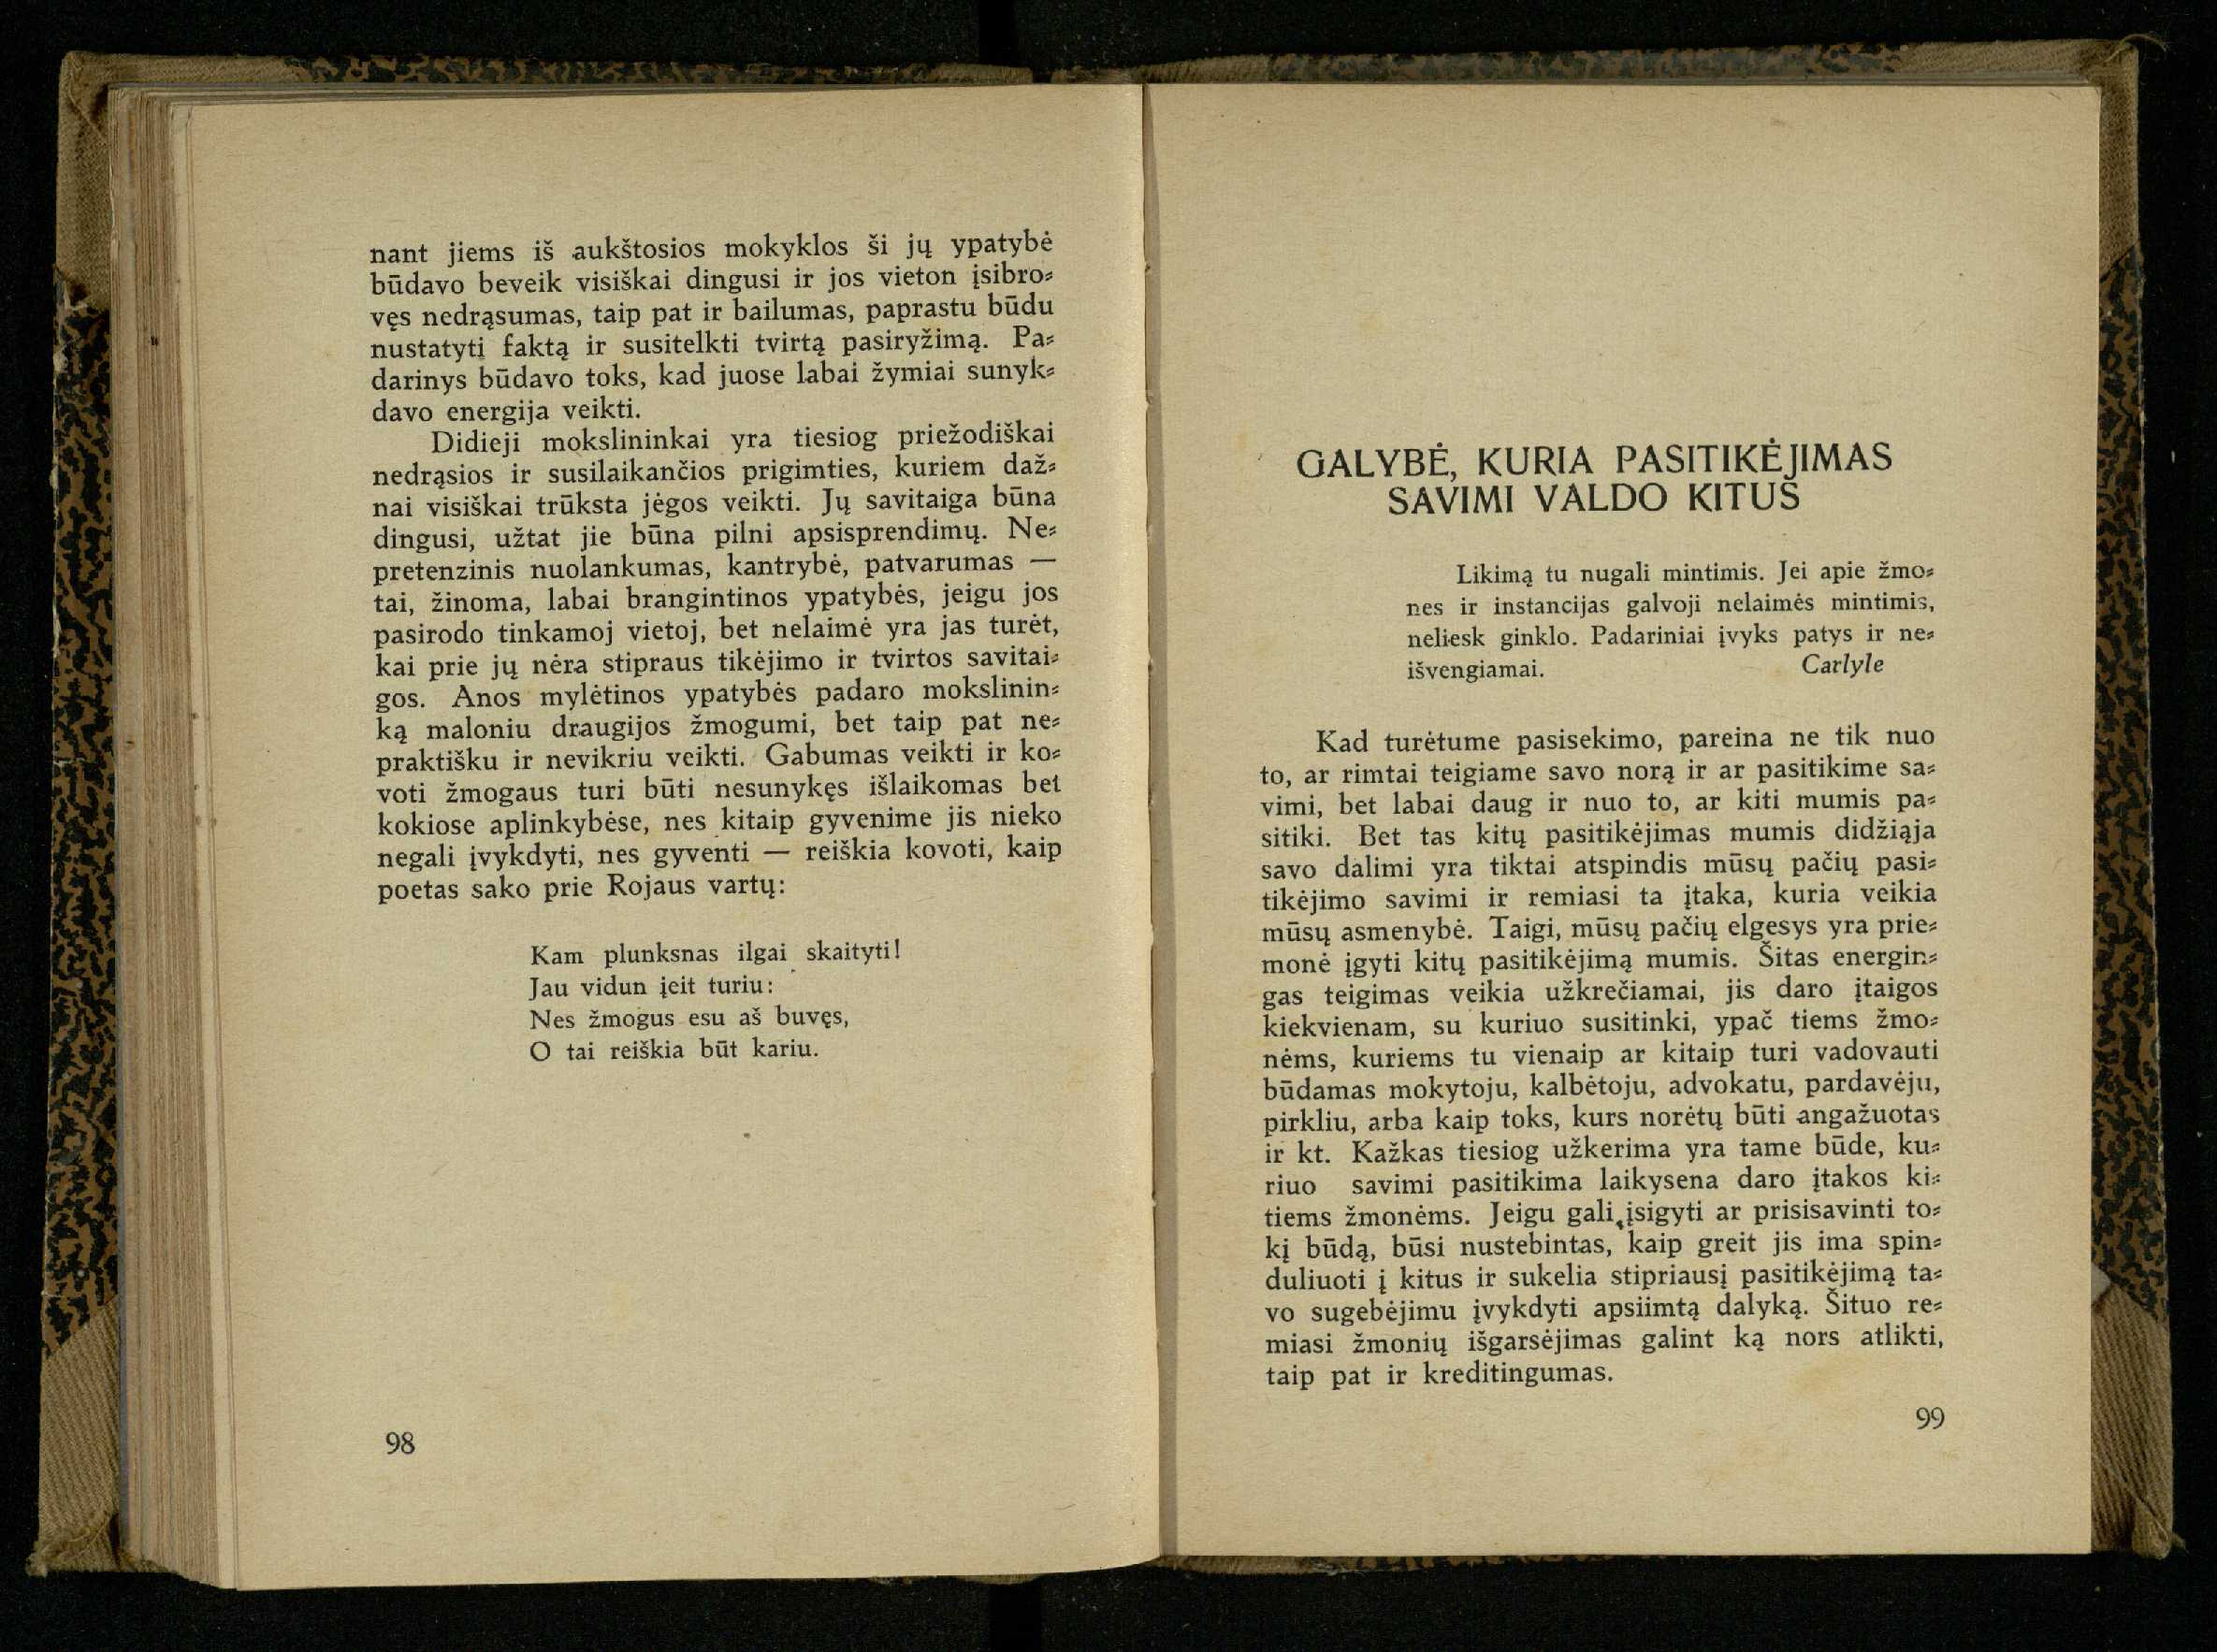 nant jiems iš aukštosios mokyklos ši jų ypatybė
būdavo beveik visiškai dingusi ir jos vieton įsibro-
vęs nedrąsumas, taip pat ir bailumas, paprastu būdu
nustatyti faktą ir susitelkti tvirtą pasiryžimą. Pa-
darinys būdavo toks, kad juose labai žymiai sunyk-
davo energija veikti.
Didieji mokslininkai yra tiesiog priežodiškai
nedrąsios ir susilaikančios prigimties, kuriem daž-
nai visiškai trūksta jėgos veikti. Jų savitaiga būna
dingusi, užtat jie būna pilni apsisprendimų. Ne-
pretenzinis nuolankumas, kantrybė, patvarumas —
tai, žinoma, labai brangintinos ypatybės, jeigu jos
pasirodo tinkamoj vietoj, bet nelaimė yra jas turėt,
kai prie jų nėra stipraus tikėjimo ir tvirtos savitai-
gos. Anos mylėtinos ypatybės padaro mokslinin-
ką maloniu draugijos žmogumi, bet taip pat ne-
praktišku ir nevikriu veikti. Gabumas veikti ir ko-
voti žmogaus turi būti nesunykęs išlaikomas bet
kokiose aplinkybėse, nes kitaip gyvenime jis nieko
negali įvykdyti, nes gyventi — reiškia kovoti, kaip
poetas sako prie Rojaus vartų:
Kam plunksnas ilgai skaityti!
Jau vidun įeit turiu:
Nes žmogus esu aš buvęs,
O tai reiškia būt kariu.
98
GALYBĖ, KURIA PASITIKĖJIMAS
SAVIMI VALDO KITUS
Likimą tu nugali mintimis. Jei apie žmo-
nes ir instancijas galvoji nelaimės mintimis,
neliesk ginklo. Padariniai įvyks patys ir ne-
išvengiamai. Carlyle
Kad turėtume pasisekimo, pareina ne tik nuo
to, ar rimtai teigiame savo norą ir ar pasitikime sa-
vimi, bet labai daug ir nuo to, ar kiti mumis pa-
sitiki. Bet tas kitų pasitikėjimas mumis didžiąja
savo dalimi yra tiktai atspindis mūsų pačių pasi-
tikėjimo savimi ir remiasi ta įtaka, kuria veikia
mūsų asmenybė. Taigi, mūsų pačių elgesys yra prie-
monė įgyti kitų pasitikėjimą mumis. Šitas energin-
gas teigimas veikia užkrečiamai, jis daro įtaigos
kiekvienam, su kuriuo susitinki, ypač tiems žmo-
nėms, kuriems tu vienaip ar kitaip turi vadovauti
būdamas mokytoju, kalbėtoju, advokatu, pardavėju,
pirkliu, arba kaip toks, kurs norėtų būti angažuotas
ir kt. Kažkas tiesiog užkerima yra tame būde, ku-
riuo savimi pasitikima laikysena daro įtakos ki-
tiems žmonėms. Jeigu gali įsigyti ar prisisavinti to-
kį būdą, būsi nustebintas, kaip greit jis ima spin-
duliuoti į kitus ir sukelia stipriausį pasitikėjimą ta-
vo sugebėjimu įvykdyti apsiimtą dalyką. Šituo re-
miasi žmonių išgarsėjimas galint ką nors atlikti,
taip pat ir kreditingumas.
99